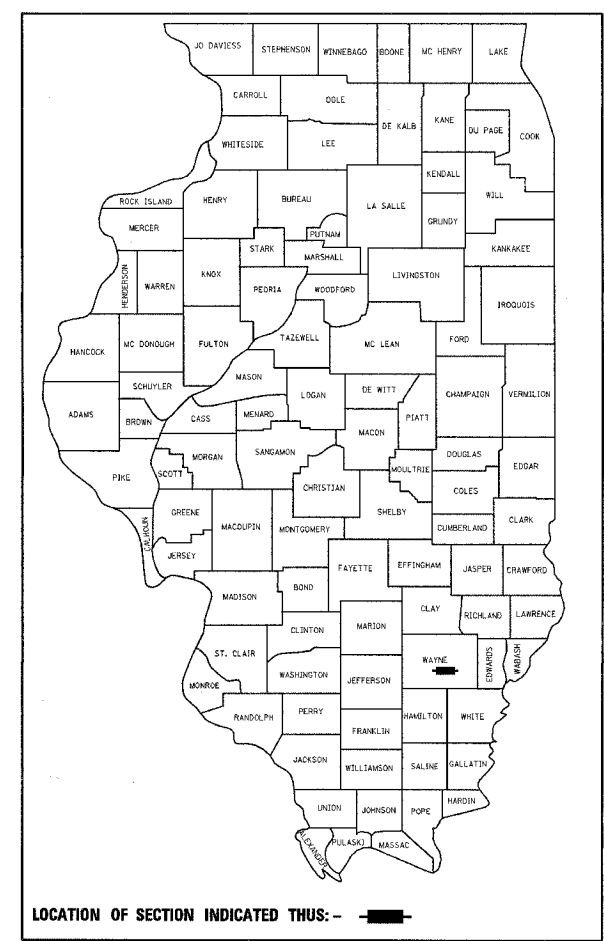 JO DAVIESS
STEPHENSON
WINNEBAGO
BOONE
MC HENRY
LAKE
CARROLL
OGLE
DE KALB
KANE
DU PAGE
COOK
WHITESIDE
LEE
KENDALL
WILL
ROCK ISLAND
HENRY
BUREAU
LA SALLE
GRUNDY
MERCER
PUTNAM
STARK
MARSHALL
KANKAKEE
HENDERSON
WARREN
KNOX
PEORIA
WOODFORD
LIVINGSTON
IROQUOIS
HANCOCK
MC DONOUGH
FULTON
TAZEWELL
MC LEAN
FORD
SCHUYLER
MASON
LOGAN
DE WITT
CHAMPAIGN
VERMILION
ADAMS
BROWN
CASS
MENARD
PIATT
MACON
PIKE
SCOTT
MORGAN
SANGAMON
CHRISTIAN
MOULTRIE
DOUGLAS
EDGAR
COLES
CALHOUN
GREENE
MACOUPIN
MONTGOMERY
SHELBY
CUMBERLAND
CLARK
JERSEY
FAYETTE
EFFINGHAM
JASPER
CRAWFORD
MADISON
BOND
CLAY
RICHLAND
LAWRENCE
CLINTON
MARION
ST. CLAIR
WAYNE
EDWARDS
WABASH
MONROE
WASHINGTON
JEFFERSON
RANDOLPH
PERRY
HAMILTON
WHITE
FRANKLIN
JACKSON
WILLIAMSON
SALINE
GALLATIN
UNION
JOHNSON
POPE
HARDIN
ALEXANDER
PULASKI
MASSAC
LOCATION OF SECTION INDICATED THUS: -